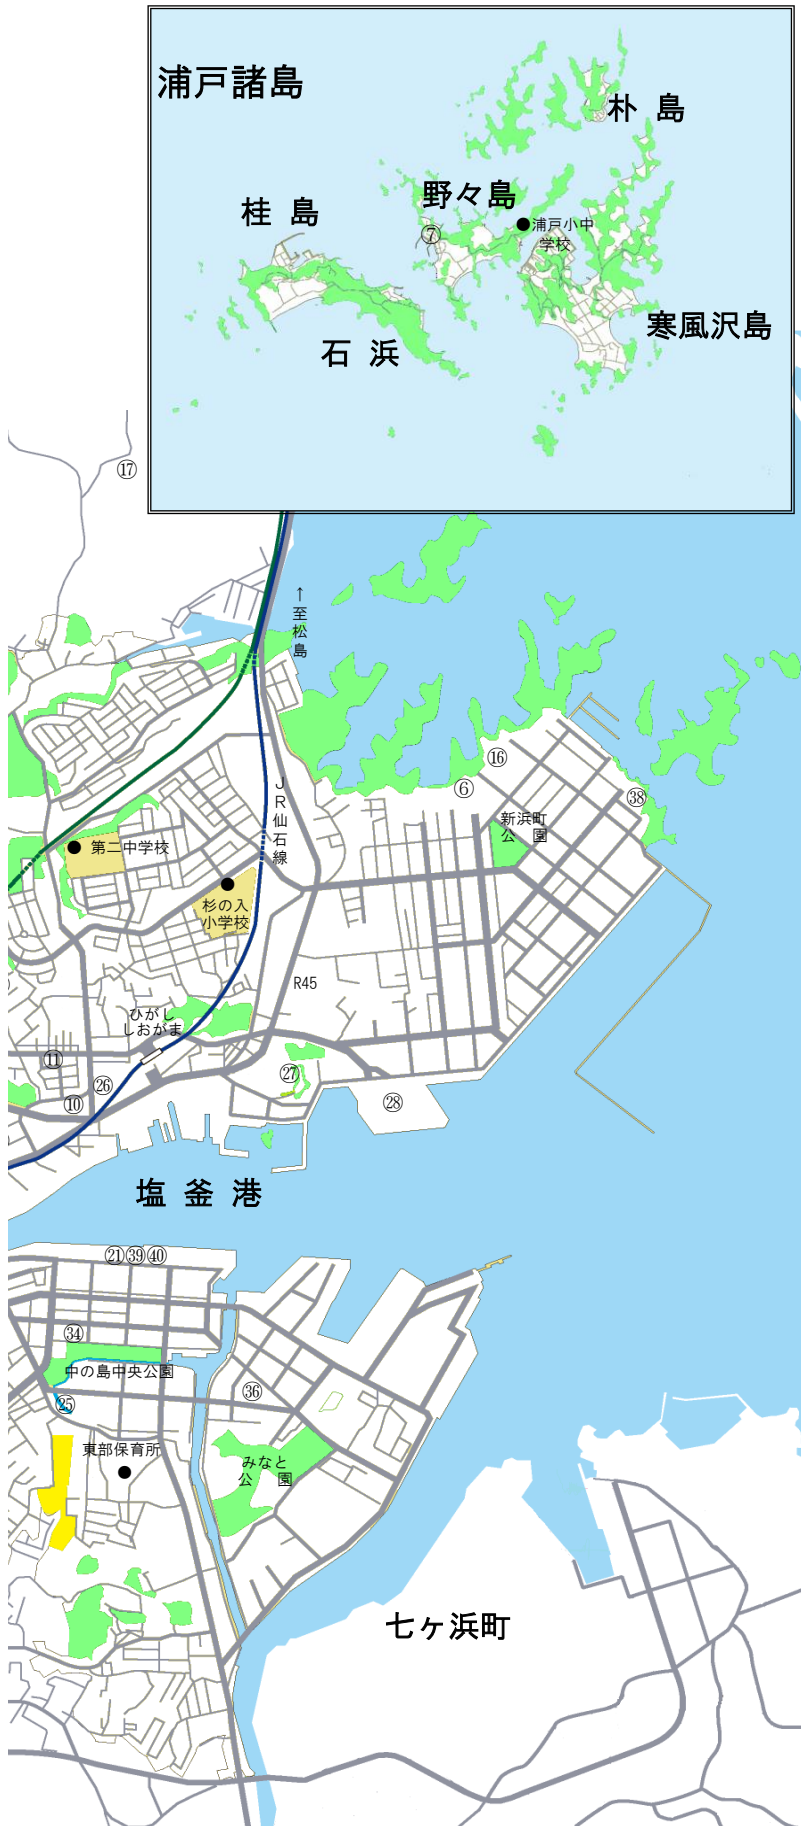 浦戸諸島
朴 島
野々島
桂 島
浦戸小中
学校
⑦
寒風沢島
石 浜
⑰
↑至松島
⑯
⑥
㊳
JR仙石線
新浜町
公 園
第二中学校
杉の入
小学校
R45
ひがし
しおがま
⑪
㉗
㉖
⑩
㉘
塩 釜 港
㉑㊴㊵
㉞
中の島中央公園
㊱
㉕
東部保育所
みなと
公 園
七ヶ浜町